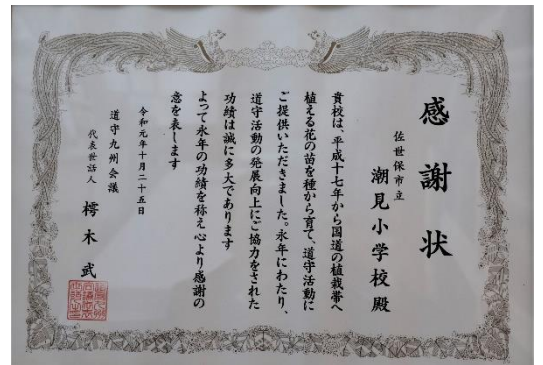 感謝状
佐世保市立
潮見小学校殿
貴校は、平成十七年から国道の植栽帯へ
植える花の苗を種から育て、道守活動に
ご提供いただきました。永年にわたり、
道守活動の発展向上にご協力をされた
功績は誠に多大であります
よって永年の功績を称え心より感謝の
意を表します
令和元年十月二十五日
道守九州会議
代表世話人 樗木武